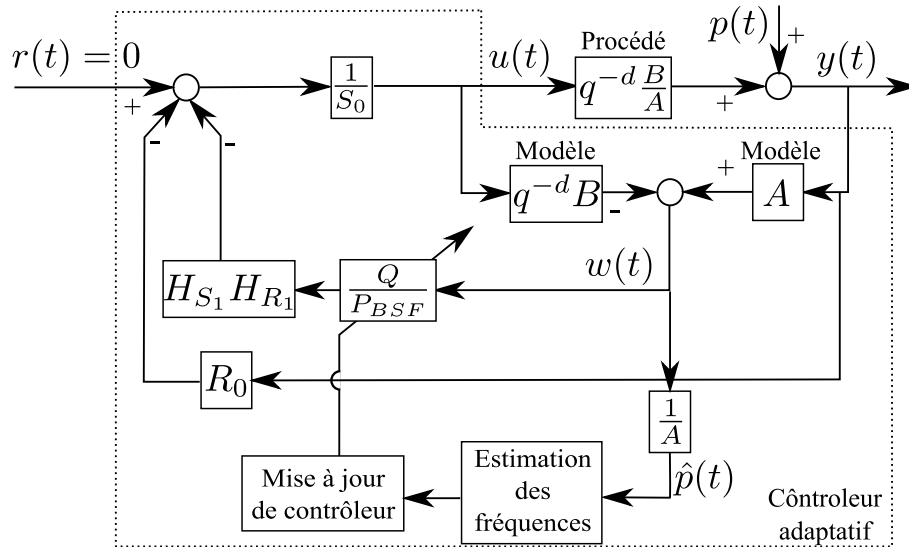 r(t) = 0
+
-
-
1
S_0
u(t)
Procédé
q^{-d} B/A
+
p(t)
+
y(t)
Modèle
q^{-d} B
-
+
Modèle
A
w(t)
H_{S_1} H_{R_1}
Q
P_{BSF}
R_0
1
A
p̂(t)
Mise à jour
de contrôleur
Estimation
des
fréquences
Côntroleur
adaptatif